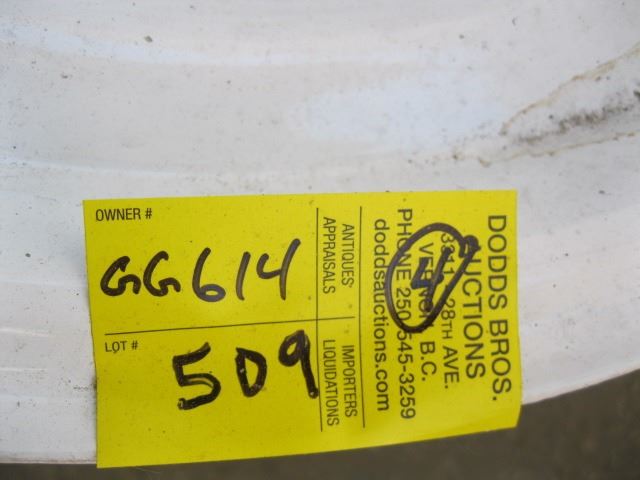 OWNER #
GG614
LOT #
509
ANTIQUES
APPRAISALS
IMPORTERS
LIQUIDATIONS
DODDS BROS.
AUCTIONS
28TH AVE.
B.C.
PHONE 250 545-3259
doddsauctions.com
4